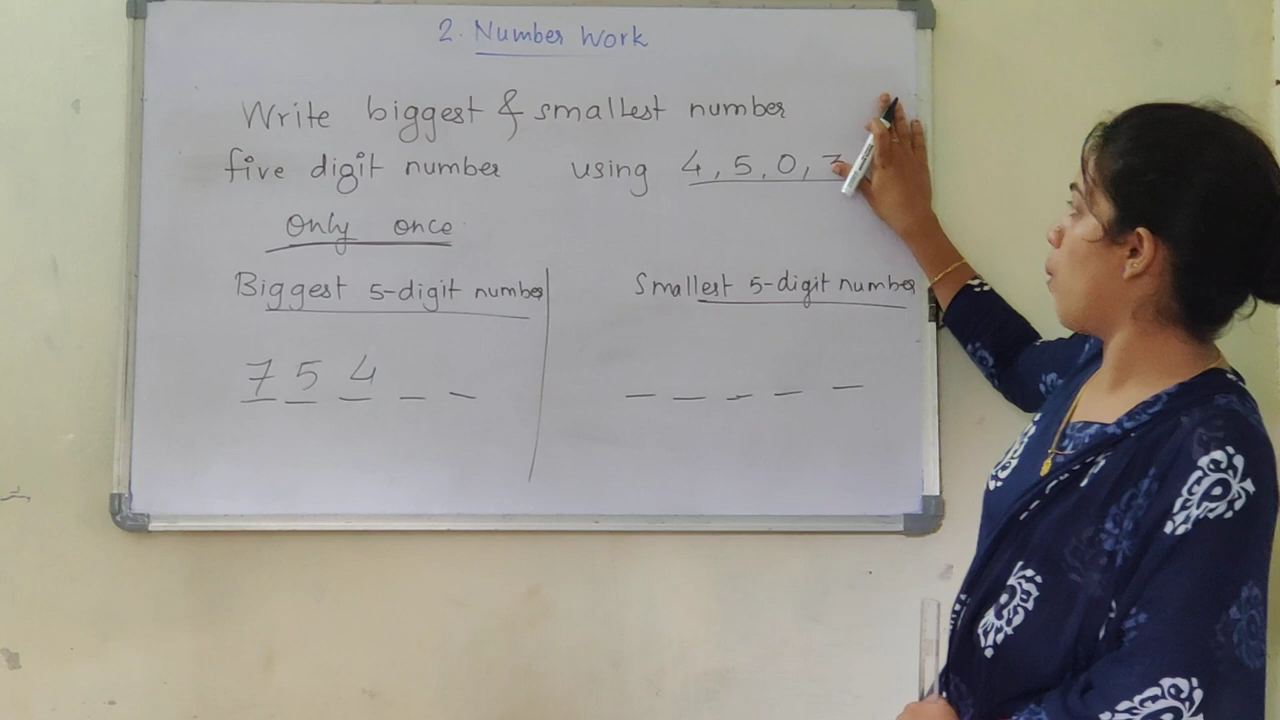 2. Number Work
Write biggest & smallest number
five digit number using 4, 5, 0, 7
Only once
Biggest 5-digit number
Smallest 5-digit number
7 5 4 _ _
_ _ _ _ _